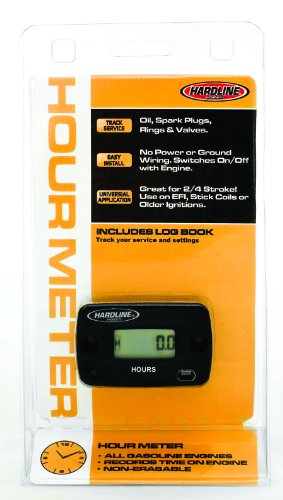 HARDLINE
HOUR METER
TRACK
SERVICE
Oil, Spark Plugs,
Rings & Valves.
EASY
INSTALL
No Power or Ground
Wiring. Switches On/Off
with Engine.
UNIVERSAL
APPLICATION
Great for 2/4 Stroke!
Use on EFI, Stick Coils or
Older Ignitions.
INCLUDES LOG BOOK
Track your service and settings
HARDLINE
0.0
HOURS
HOUR METER
• ALL GASOLINE ENGINES
• RECORDS TIME ON ENGINE
• NON-ERASABLE